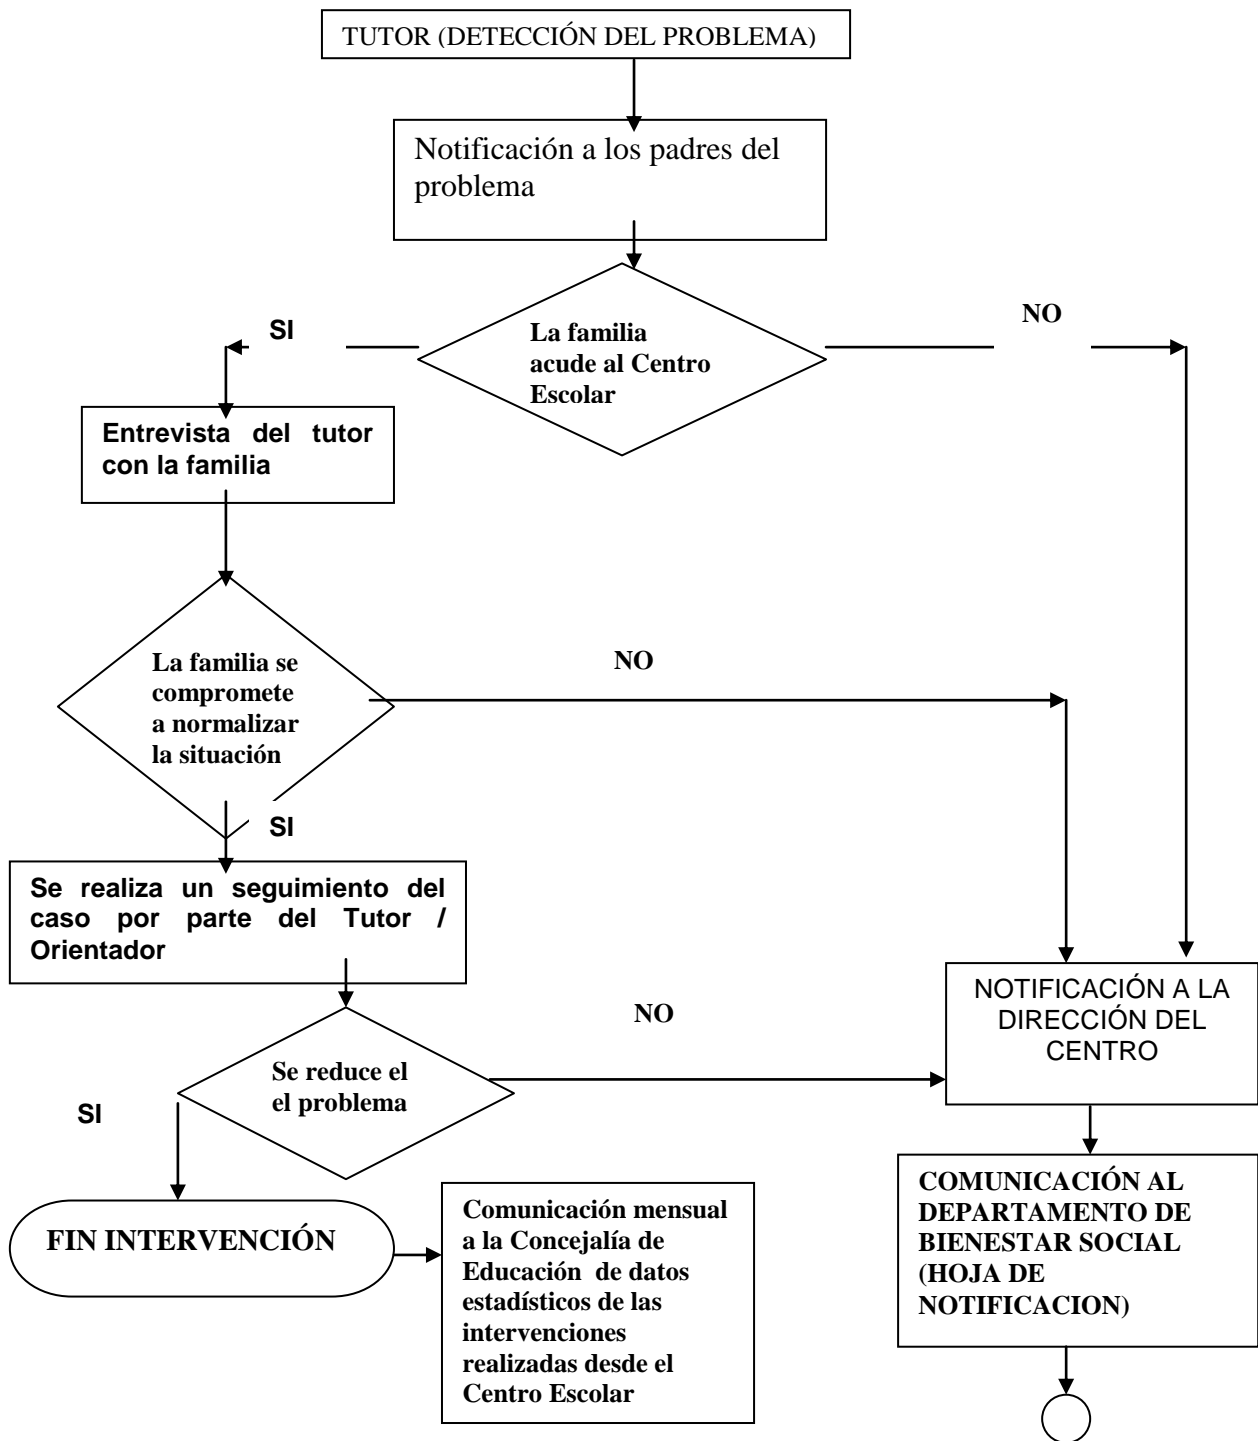 TUTOR (DETECCIÓN DEL PROBLEMA)
Notificación a los padres del
problema
SI
NO
La familia
acude al Centro
Escolar
Entrevista del tutor
con la familia
La familia se
compromete
a normalizar
la situación
NO
SI
Se realiza un seguimiento del
caso por parte del Tutor /
Orientador
NO
NOTIFICACIÓN A LA
DIRECCIÓN DEL
CENTRO
Se reduce el
el problema
SI
FIN INTERVENCIÓN
Comunicación mensual
a la Concejalía de
Educación de datos
estadísticos de las
intervenciones
realizadas desde el
Centro Escolar
COMUNICACIÓN AL
DEPARTAMENTO DE
BIENESTAR SOCIAL
(HOJA DE
NOTIFICACION)